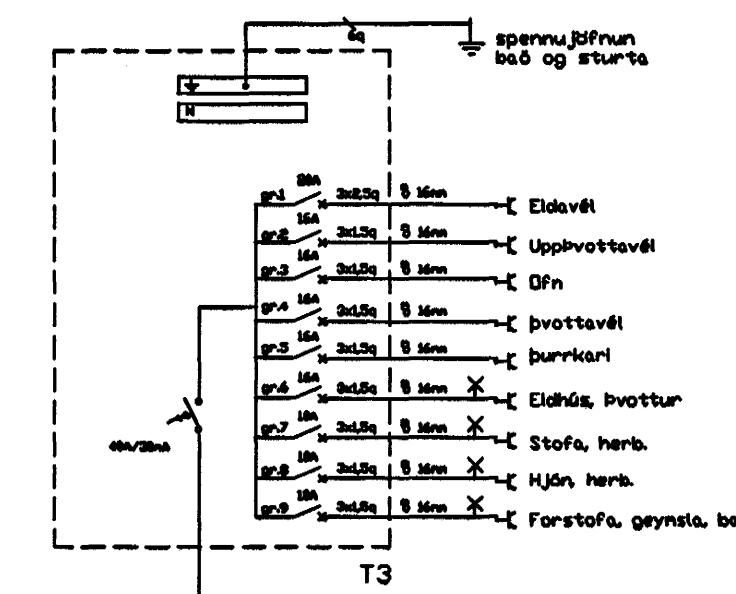 6q
spennujöfnun
bað og sturta
N
20A
gr.1 3x2,5q 16mm Eldavél
16A
gr.2 3x1,5q 16mm Uppþvottavél
16A
gr.3 3x1,5q 16mm Ofn
16A
gr.4 3x1,5q 16mm Þvottavél
16A
gr.5 3x1,5q 16mm Þurrkari
16A
gr.6 3x1,5q 16mm Eldhús, Þvottur
10A
gr.7 3x1,5q 16mm Stofa, herb.
10A
gr.8 3x1,5q 16mm Hjón, herb.
10A
gr.9 3x1,5q 16mm Forstofa, geymsla,
40A/30mA
T3